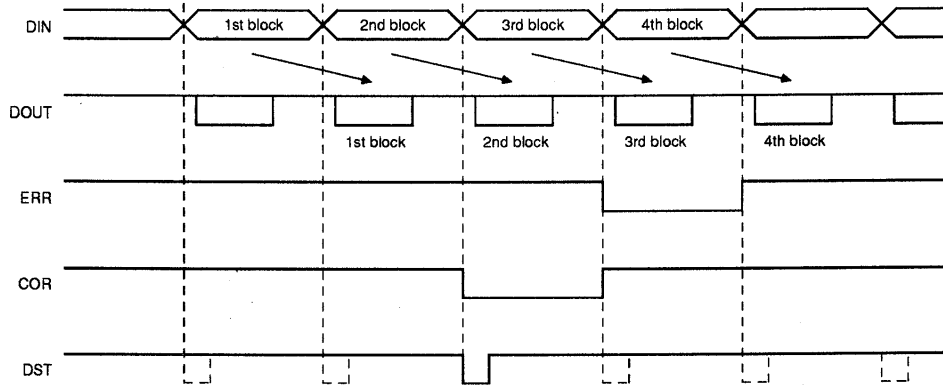 DIN
1st block 2nd block 3rd block 4th block
DOUT
1st block 2nd block 3rd block 4th block
ERR
COR
DST